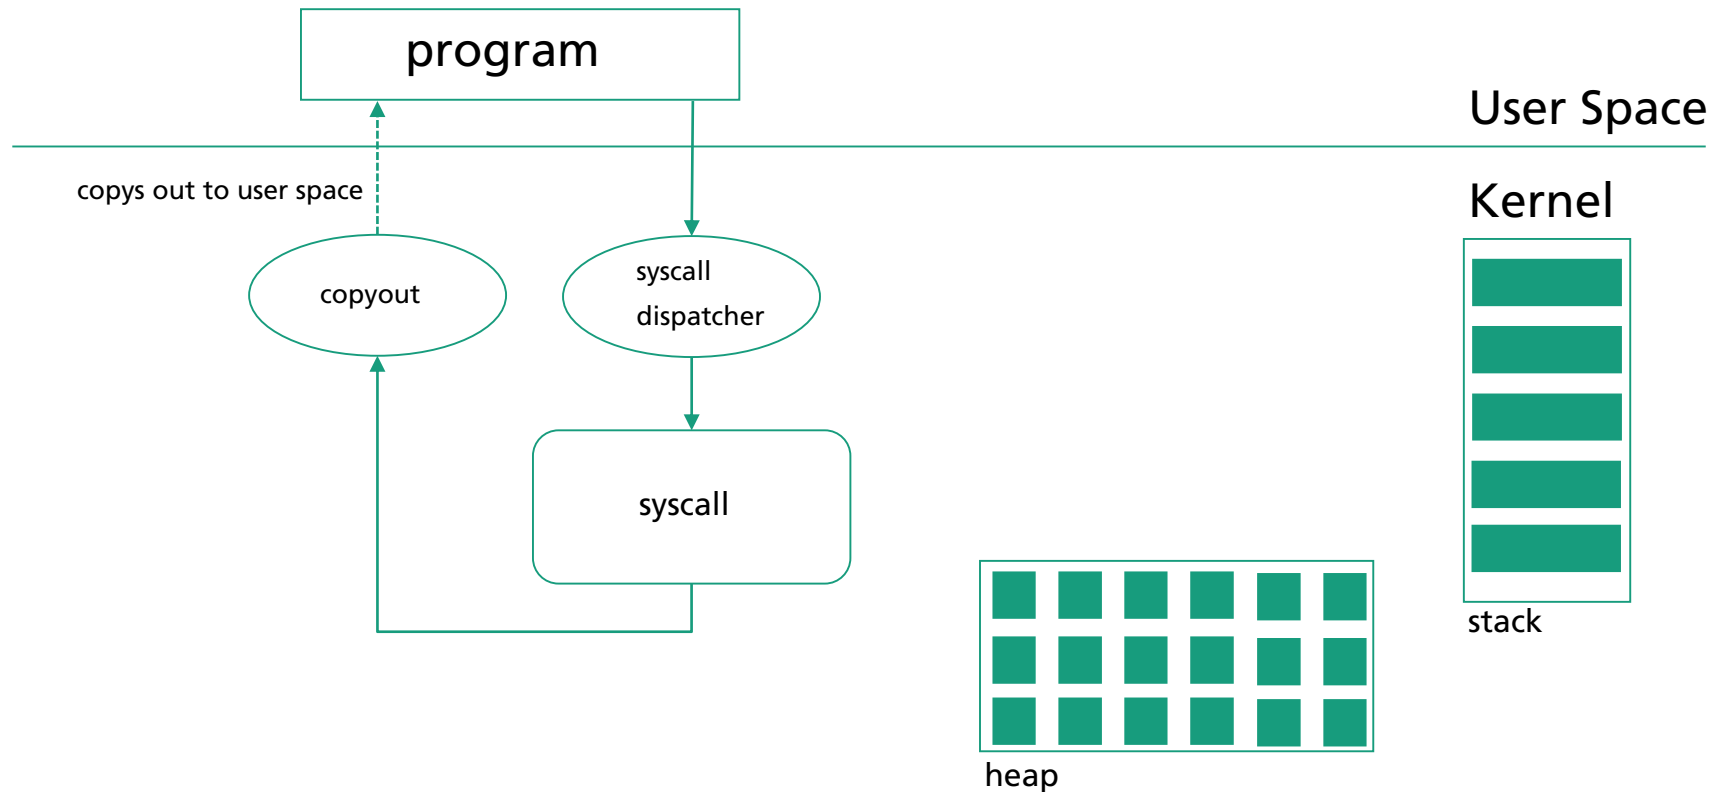 program
User Space
copys out to user space
Kernel
copyout
syscall
dispatcher
syscall
stack
heap